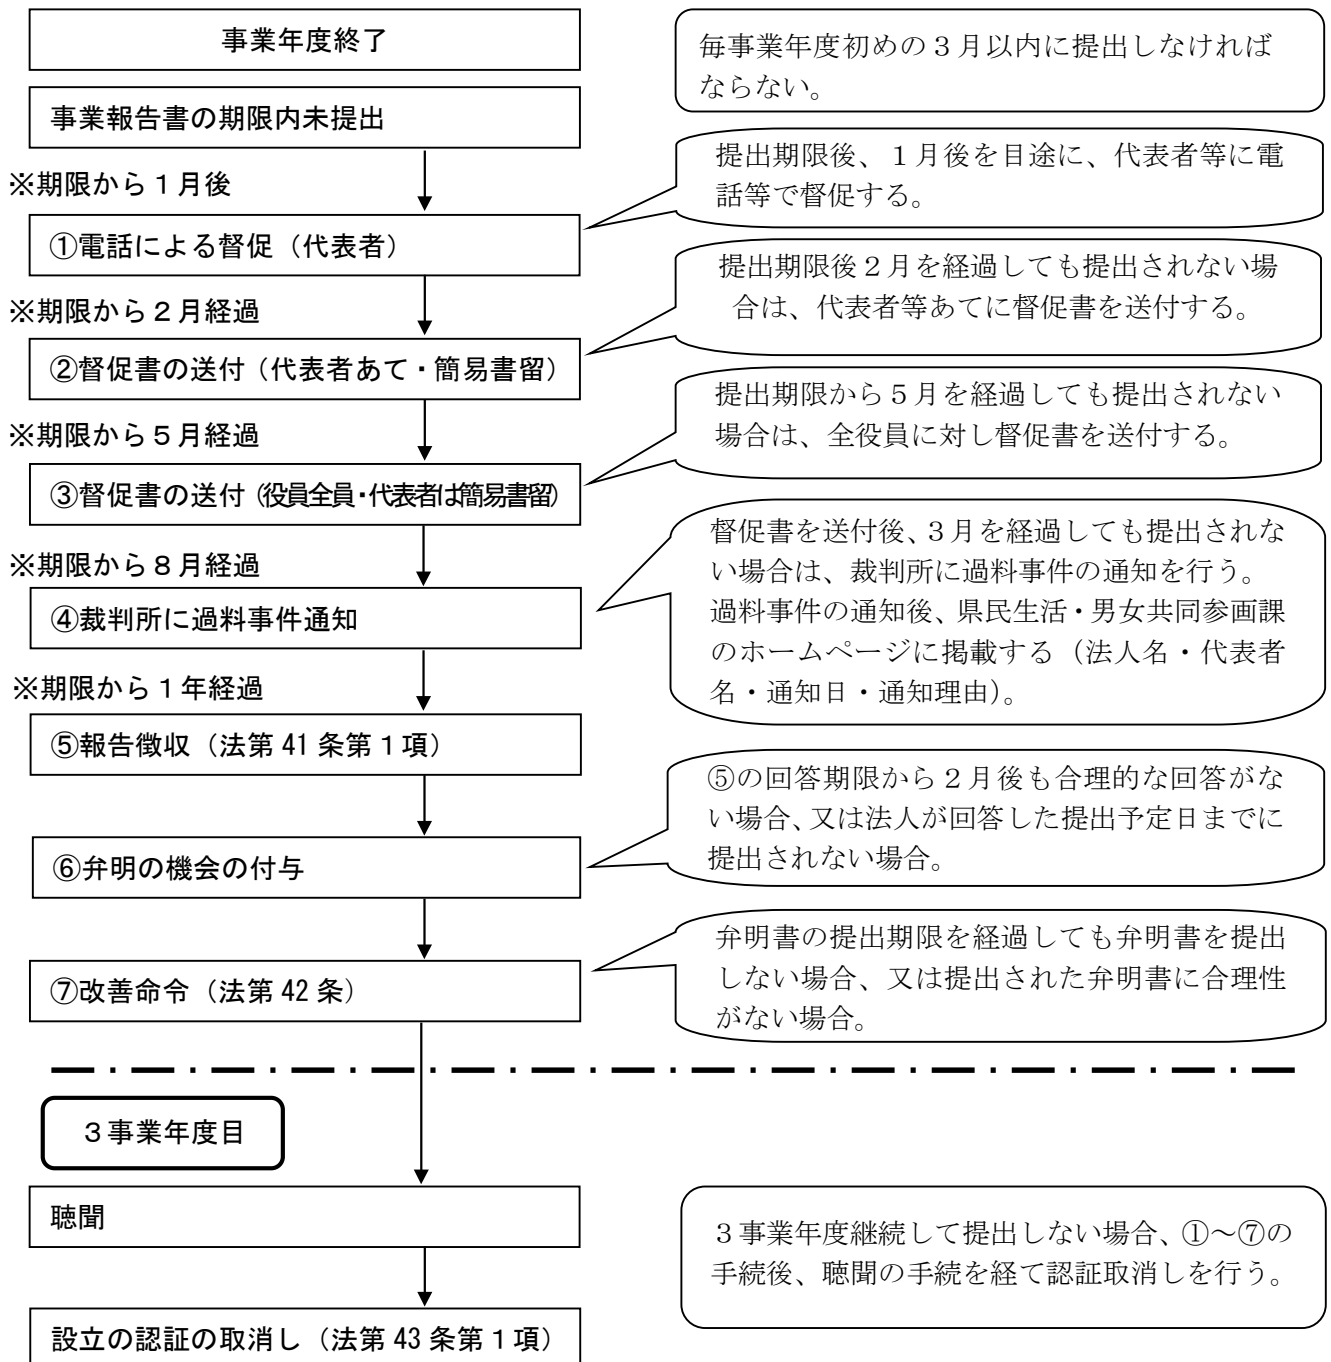 事業年度終了
毎事業年度初めの３月以内に提出しなければ
ならない。
事業報告書の期限内未提出
提出期限後、１月後を目途に、代表者等に電
話等で督促する。
※期限から１月後
①電話による督促（代表者）
提出期限後２月を経過しても提出されない場
合は、代表者等あてに督促書を送付する。
※期限から２月経過
②督促書の送付（代表者あて・簡易書留）
提出期限から５月を経過しても提出されない
場合は、全役員に対し督促書を送付する。
※期限から５月経過
③督促書の送付（役員全員・代表者は簡易書留）
督促書を送付後、３月を経過しても提出されな
い場合は、裁判所に過料事件の通知を行う。
過料事件の通知後、県民生活・男女共同参画課
のホームページに掲載する（法人名・代表者
名・通知日・通知理由）。
※期限から８月経過
④裁判所に過料事件通知
※期限から１年経過
⑤報告徴収（法第 41 条第１項）
⑤の回答期限から２月後も合理的な回答がな
い場合、又は法人が回答した提出予定日までに
提出されない場合。
⑥弁明の機会の付与
弁明書の提出期限を経過しても弁明書を提出
しない場合、又は提出された弁明書に合理性
がない場合。
⑦改善命令（法第 42 条）
３事業年度目
聴聞
３事業年度継続して提出しない場合、①～⑦の
手続後、聴聞の手続を経て認証取消しを行う。
設立の認証の取消し（法第 43 条第１項）